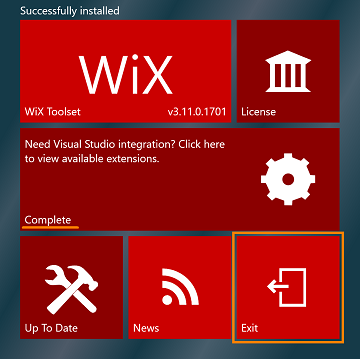 Successfully installed
WiX
WiX Toolset
v3.11.0.1701
License
Need Visual Studio integration? Click here
to view available extensions.
Complete
Up To Date
News
Exit